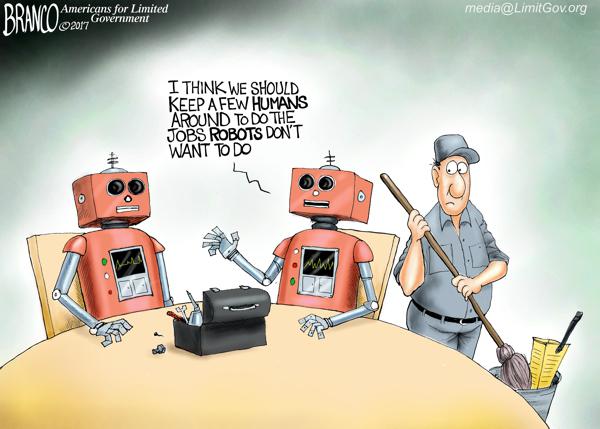 BRANCO
Americans for Limited
Government
©2017
media@LimitGov.org
I THINK WE SHOULD
KEEP A FEW HUMANS
AROUND TO DO THE
JOBS ROBOTS DON'T
WANT TO DO